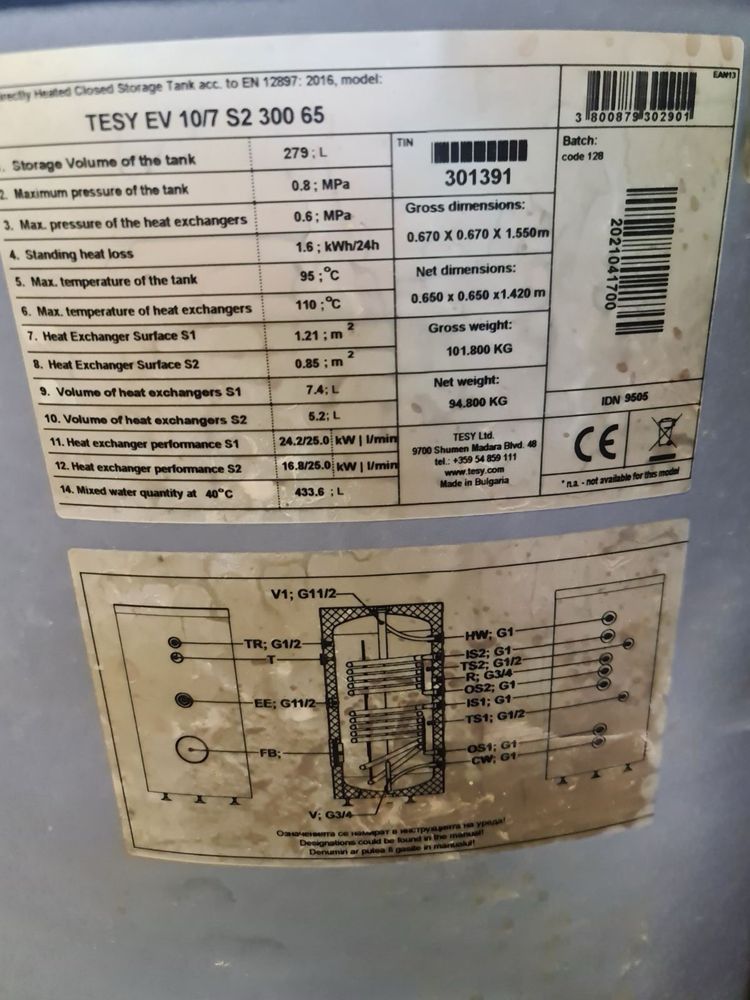 Heated Closed Storage Tank acc. to EN 12897: 2016, model:
TESY EV 10/7 S2 300 65
1. Storage Volume of the tank 279 ; L
2. Maximum pressure of the tank 0.8 ; MPa
3. Max. pressure of the heat exchangers 0.6 ; MPa
4. Standing heat loss 1.6 ; kWh/24h
5. Max. temperature of the tank 95 ;°C
6. Max. temperature of heat exchangers 110 ;°C
7. Heat Exchanger Surface S1 1.21 ; m²
8. Heat Exchanger Surface S2 0.85 ; m²
9. Volume of heat exchangers S1 7.4; L
10. Volume of heat exchangers S2 5.2; L
11. Heat exchanger performance S1 24.2/25.0 kW | l/min
12. Heat exchanger performance S2 16.8/25.0 kW | l/min
14. Mixed water quantity at 40°C 433.6 ; L
TIN
301391
Gross dimensions:
0.670 X 0.670 X 1.550m
Net dimensions:
0.650 x 0.650 x1.420 m
Gross weight:
101.800 KG
Net weight:
94.800 KG
TESY Ltd.
9700 Shumen Madara Blvd. 48
tel.: +359 54 859 111
www.tesy.com
Made in Bulgaria
EAN13
3 800879 302901
Batch:
code 128
2021041700
IDN 9505
CE
* n.a. - not available for this model
V1; G11/2
TR; G1/2
T
EE; G11/2
FB;
V; G3/4
HW; G1
IS2; G1
TS2; G1/2
R; G3/4
OS2; G1
IS1; G1
TS1; G1/2
OS1; G1
CW; G1
Означенията се намират в инструкцията на уреда!
Designations could be found in the manual!
Denumiri ar putea fi gasite in manualul!